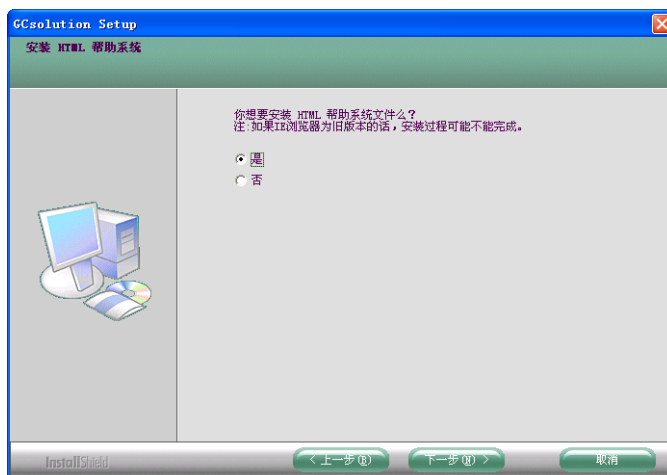 GCsolution Setup
安装 HTML 帮助系统
你想要安装 HTML 帮助系统文件么？
注:如果IE浏览器为旧版本的话，安装过程可能不能完成。
是
否
InstallShield
< 上一步(B)
下一步(N) >
取消